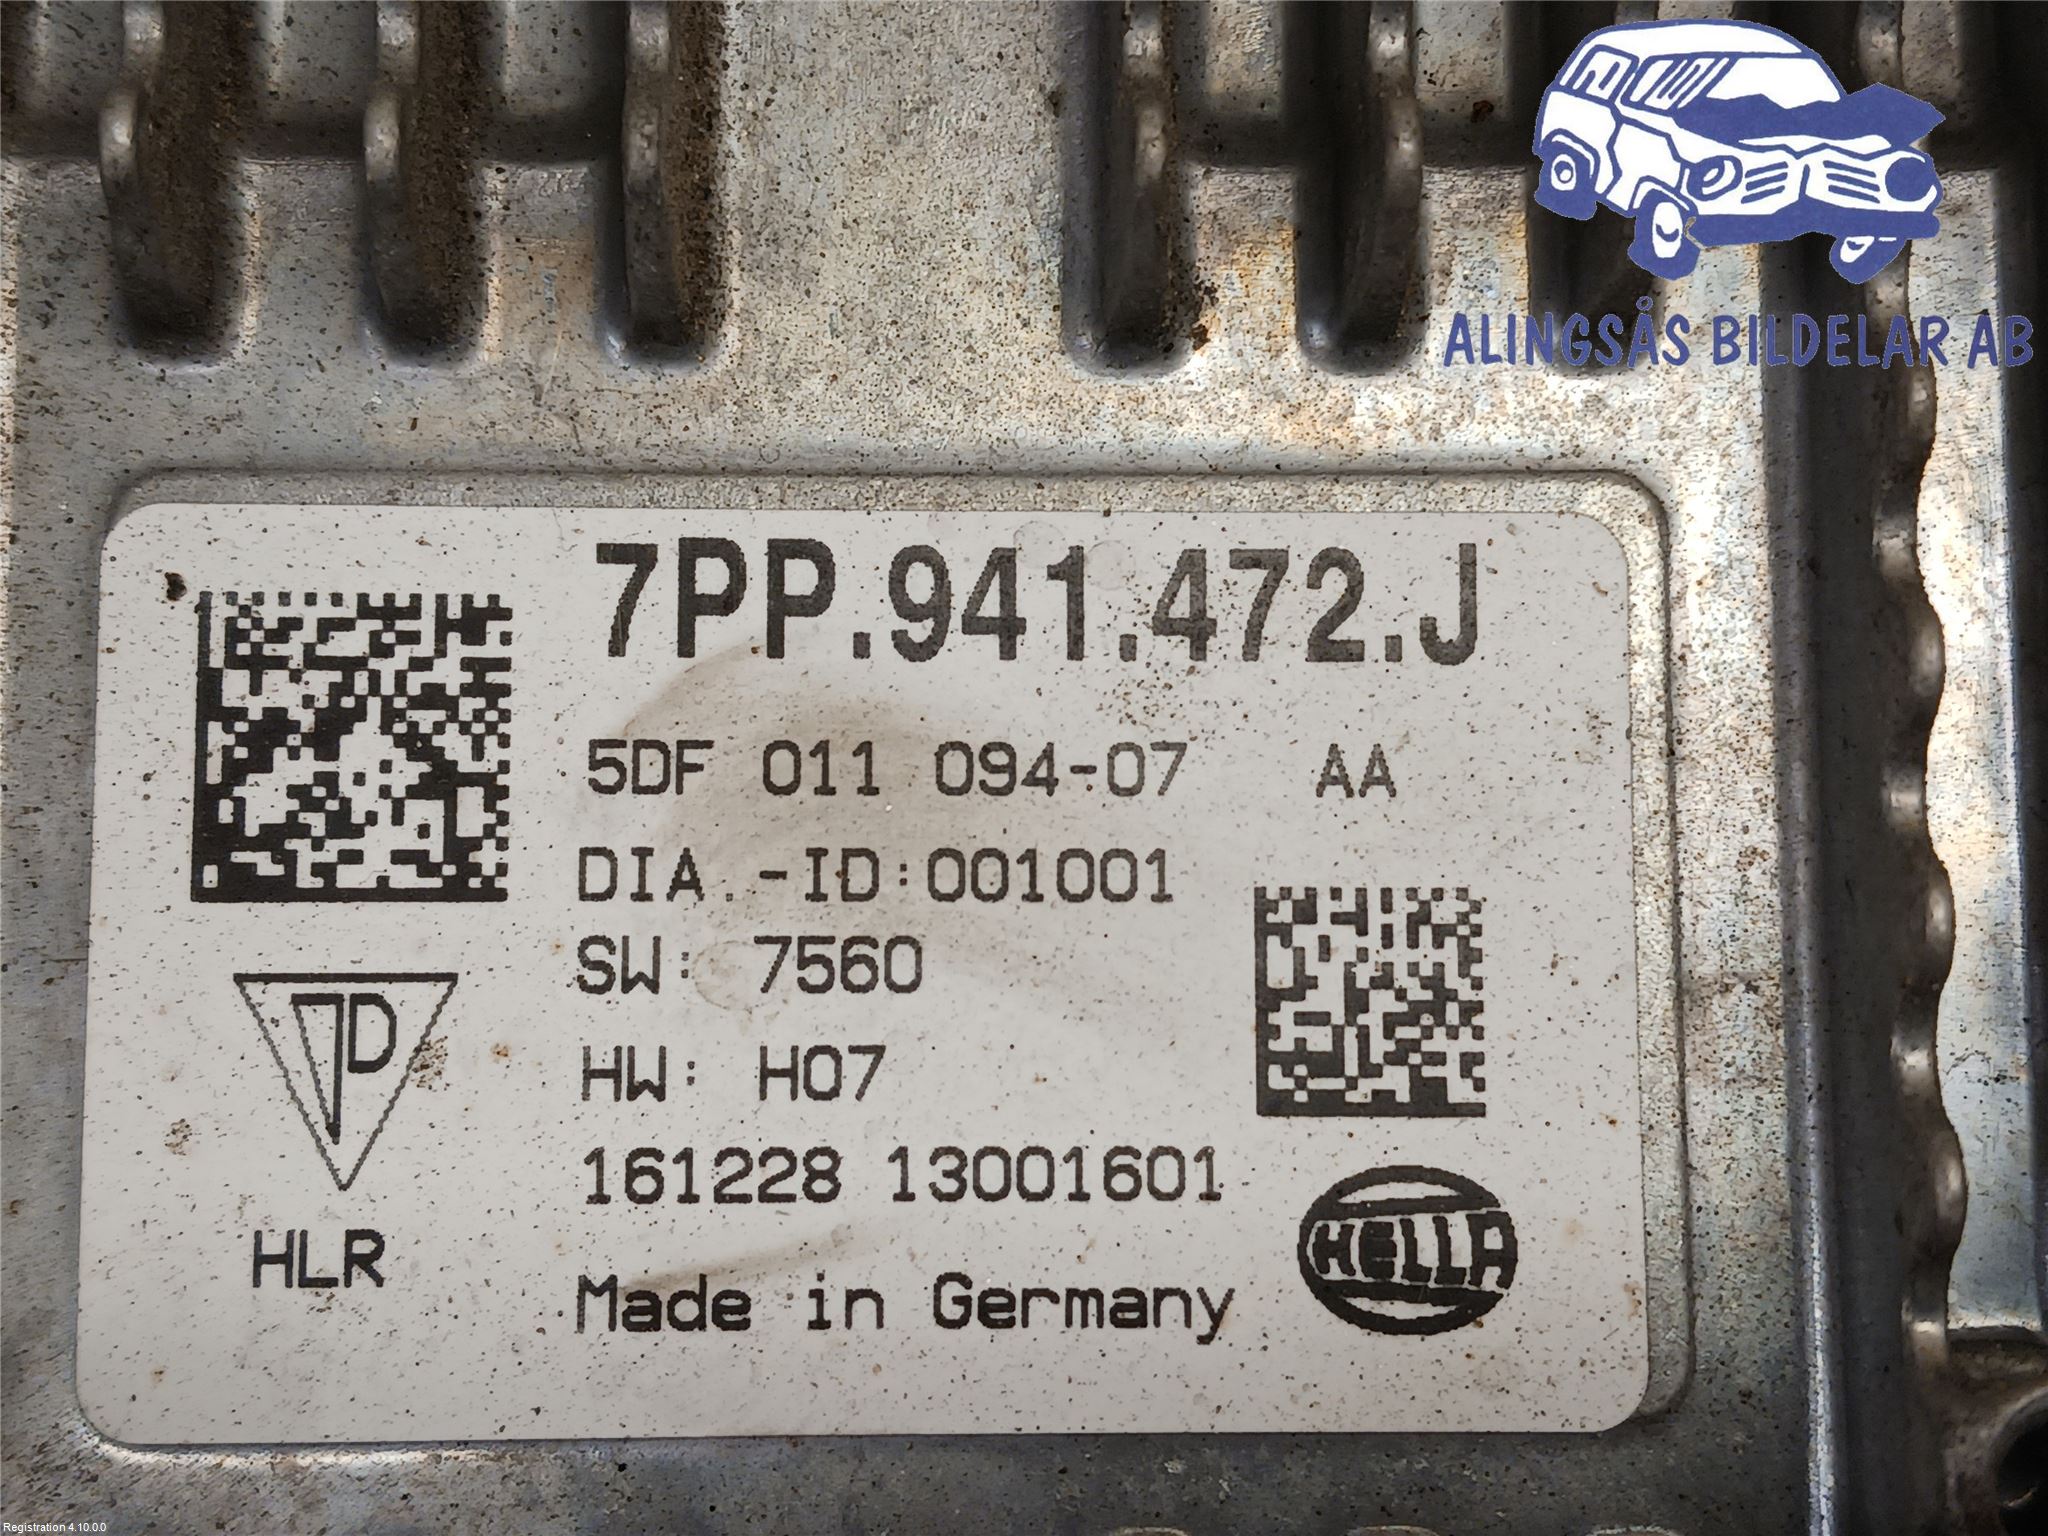 ALINGSÅS BILDELAR AB
7PP.941.472.J
5DF 011 094-07 AA
DIA.-ID:001001
SW: 7560
HW: H07
161228 13001601
Made in Germany
D
HLR
HELLA
Registration 4.10.0.0